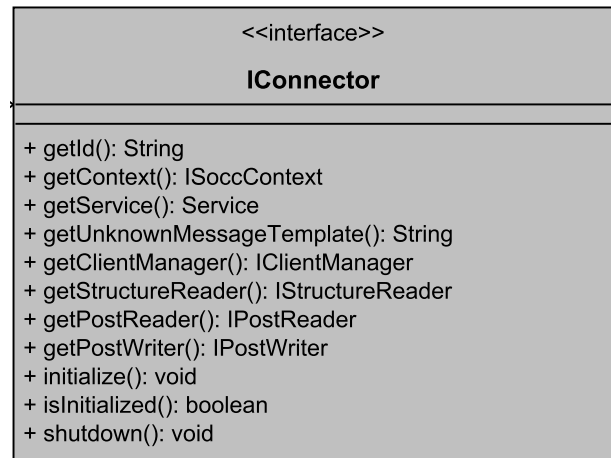 <<interface>>
IConnector
+ getId(): String
+ getContext(): ISoccContext
+ getService(): Service
+ getUnknownMessageTemplate(): String
+ getClientManager(): IClientManager
+ getStructureReader(): IStructureReader
+ getPostReader(): IPostReader
+ getPostWriter(): IPostWriter
+ initialize(): void
+ isInitialized(): boolean
+ shutdown(): void